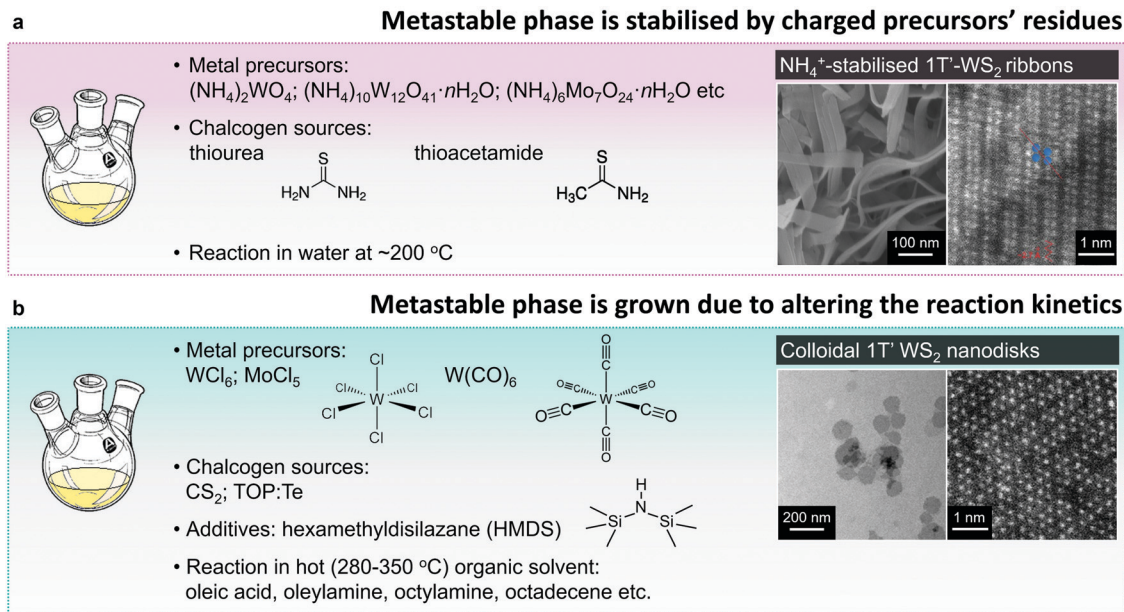 a
Metastable phase is stabilised by charged precursors’ residues
• Metal precursors:
(NH₄)₂WO₄; (NH₄)₁₀W₁₂O₄₁·nH₂O; (NH₄)₆Mo₇O₂₄·nH₂O etc
• Chalcogen sources:
thiourea thioacetamide
S
H₂N NH₂
S
H₃C NH₂
• Reaction in water at ~200 °C
NH₄⁺-stabilised 1T’-WS₂ ribbons
100 nm
1 nm
b
Metastable phase is grown due to altering the reaction kinetics
• Metal precursors:
WCl₆; MoCl₅ W(CO)₆
Cl
Cl Cl
W
Cl Cl
Cl
O
C
O≡C C≡O
W
O≡C C≡O
C
O
• Chalcogen sources:
CS₂; TOP:Te
• Additives: hexamethyldisilazane (HMDS)
H
N
Si Si
• Reaction in hot (280-350 °C) organic solvent:
oleic acid, oleylamine, octylamine, octadecene etc.
Colloidal 1T’ WS₂ nanodisks
200 nm
1 nm